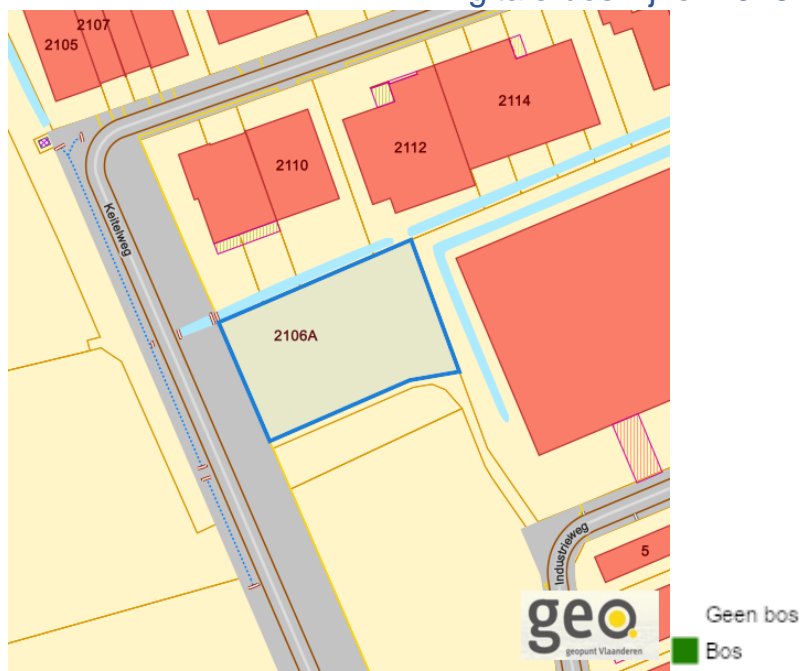 2107
2105
2114
2112
2110
Keitelweg
2106A
Industrieweg
5
geo.
geopunt Vlaanderen
Geen bos
Bos